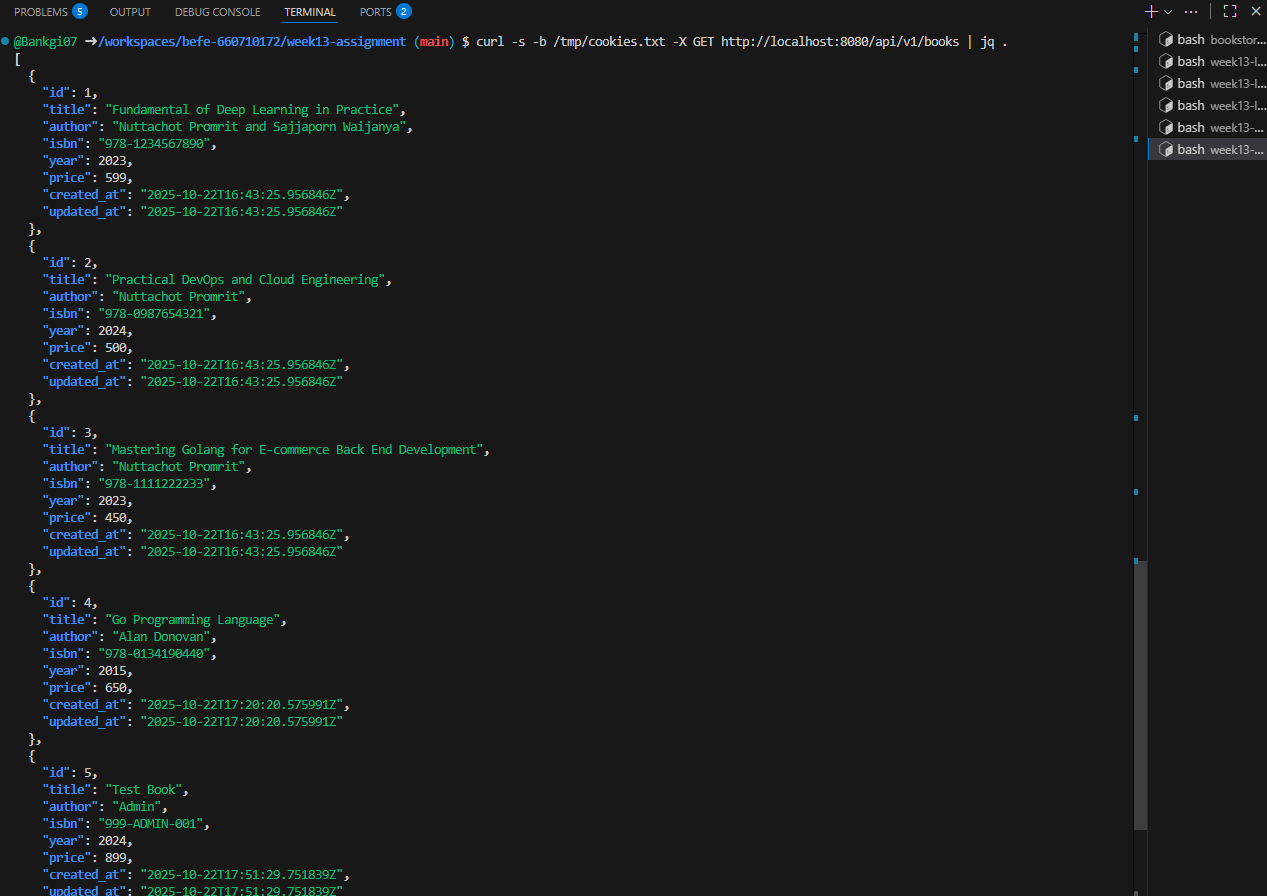 PROBLEMS 5 OUTPUT DEBUG CONSOLE TERMINAL PORTS 2
@Bankgi07 ➜/workspaces/befe-660710172/week13-assignment (main) $ curl -s -b /tmp/cookies.txt -X GET http://localhost:8080/api/v1/books | jq .
[
  {
    "id": 1,
    "title": "Fundamental of Deep Learning in Practice",
    "author": "Nuttachot Promrit and Sajjaporn Waijanya",
    "isbn": "978-1234567890",
    "year": 2023,
    "price": 599,
    "created_at": "2025-10-22T16:43:25.956846Z",
    "updated_at": "2025-10-22T16:43:25.956846Z"
  },
  {
    "id": 2,
    "title": "Practical DevOps and Cloud Engineering",
    "author": "Nuttachot Promrit",
    "isbn": "978-0987654321",
    "year": 2024,
    "price": 500,
    "created_at": "2025-10-22T16:43:25.956846Z",
    "updated_at": "2025-10-22T16:43:25.956846Z"
  },
  {
    "id": 3,
    "title": "Mastering Golang for E-commerce Back End Development",
    "author": "Nuttachot Promrit",
    "isbn": "978-1111222233",
    "year": 2023,
    "price": 450,
    "created_at": "2025-10-22T16:43:25.956846Z",
    "updated_at": "2025-10-22T16:43:25.956846Z"
  },
  {
    "id": 4,
    "title": "Go Programming Language",
    "author": "Alan Donovan",
    "isbn": "978-0134190440",
    "year": 2015,
    "price": 650,
    "created_at": "2025-10-22T17:20:20.575991Z",
    "updated_at": "2025-10-22T17:20:20.575991Z"
  },
  {
    "id": 5,
    "title": "Test Book",
    "author": "Admin",
    "isbn": "999-ADMIN-001",
    "year": 2024,
    "price": 899,
    "created_at": "2025-10-22T17:51:29.751839Z",
    "updated_at": "2025-10-22T17:51:29.751839Z"
bash bookstor...
bash week13-l...
bash week13-l...
bash week13-l...
bash week13-...
bash week13-...